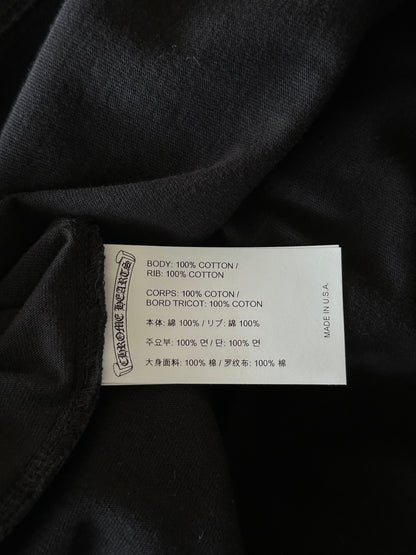 CHROME HEARTS
BODY: 100% COTTON /
RIB: 100% COTTON
CORPS: 100% COTON /
BORD TRICOT: 100% COTON
本体: 綿 100% / リブ: 綿 100%
주요부: 100% 면 / 단: 100% 면
大身面料: 100% 棉 / 罗纹布: 100% 棉
MADE IN U.S.A.